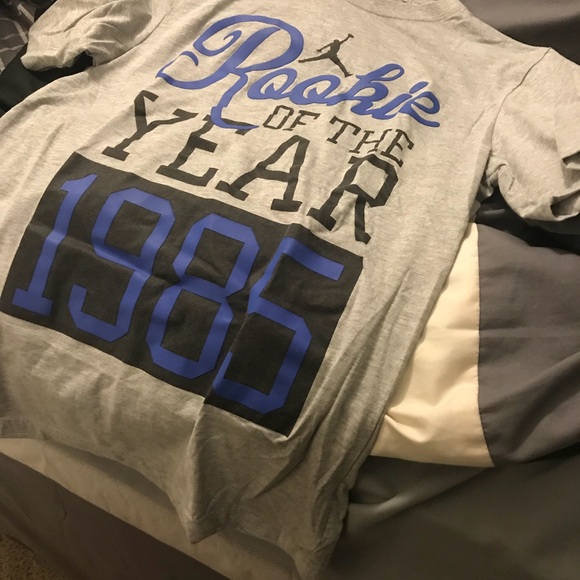 Rookie
OF THE
YEAR
1985